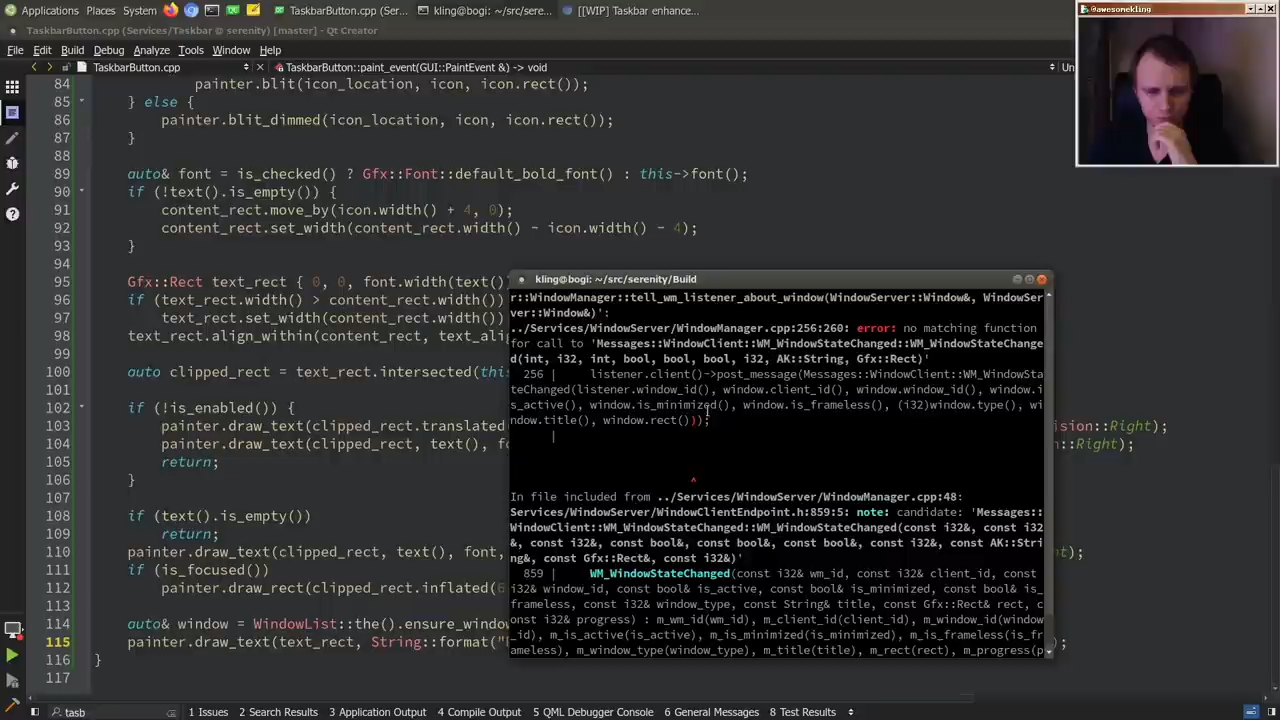 Applications Places System TaskbarButton.cpp (Ser... kling@bogi: ~/src/sere... [[WIP] Taskbar enhance... @awesomekling
TaskbarButton.cpp (Services/Taskbar @ serenity) [master] - Qt Creator
File Edit Build Debug Analyze Tools Window Help
TaskbarButton.cpp TaskbarButton::paint_event(GUI::PaintEvent &) -> void Un
84 painter.blit(icon_location, icon, icon.rect());
85 } else {
86 painter.blit_dimmed(icon_location, icon, icon.rect());
87 }
88
89 auto& font = is_checked() ? Gfx::Font::default_bold_font() : this->font();
90 if (!text().is_empty()) {
91 content_rect.move_by(icon.width() + 4, 0);
92 content_rect.set_width(content_rect.width() - icon.width() - 4);
93 }
94
95 Gfx::Rect text_rect { 0, 0, font.width(text()
96 if (text_rect.width() > content_rect.width())
97 text_rect.set_width(content_rect.width()
98 text_rect.align_within(content_rect, text_ali
99
100 auto clipped_rect = text_rect.intersected(thi
101
102 if (!is_enabled()) {
103 painter.draw_text(clipped_rect.translated sion::Right);
104 painter.draw_text(clipped_rect, text(), fo n::Right);
105 return;
106 }
107
108 if (text().is_empty())
109 return;
110 painter.draw_text(clipped_rect, text(), font, t);
111 if (is_focused())
112 painter.draw_rect(clipped_rect.inflated(6
113
114 auto& window = WindowList::the().ensure_window
115 painter.draw_text(text_rect, String::format(" );
116 }
117
kling@bogi: ~/src/serenity/Build
r::WindowManager::tell_wm_listener_about_window(WindowServer::Window&, WindowSer
ver::Window&)':
../Services/WindowServer/WindowManager.cpp:256:260: error: no matching function
for call to 'Messages::WindowClient::WM_WindowStateChanged::WM_WindowStateChange
d(int, i32, int, bool, bool, bool, i32, AK::String, Gfx::Rect)'
256 | listener.client()->post_message(Messages::WindowClient::WM_WindowSta
teChanged(listener.window_id(), window.client_id(), window.window_id(), window.i
s_active(), window.is_minimized(), window.is_frameless(), (i32)window.type(), wi
ndow.title(), window.rect()));
|
^
In file included from ../Services/WindowServer/WindowManager.cpp:48:
Services/WindowServer/WindowClientEndpoint.h:859:5: note: candidate: 'Messages::
WindowClient::WM_WindowStateChanged::WM_WindowStateChanged(const i32&, const i32
&, const i32&, const bool&, const bool&, const bool&, const i32&, const AK::Stri
ng&, const Gfx::Rect&, const i32&)'
859 | WM_WindowStateChanged(const i32& wm_id, const i32& client_id, const
i32& window_id, const bool& is_active, const bool& is_minimized, const bool& is_
frameless, const i32& window_type, const String& title, const Gfx::Rect& rect, c
onst i32& progress) : m_wm_id(wm_id), m_client_id(client_id), m_window_id(window
_id), m_is_active(is_active), m_is_minimized(is_minimized), m_is_frameless(is_fr
ameless), m_window_type(window_type), m_title(title), m_rect(rect), m_progress(p
tasb 1 Issues 2 Search Results 3 Application Output 4 Compile Output 5 QML Debugger Console 6 General Messages 8 Test Results